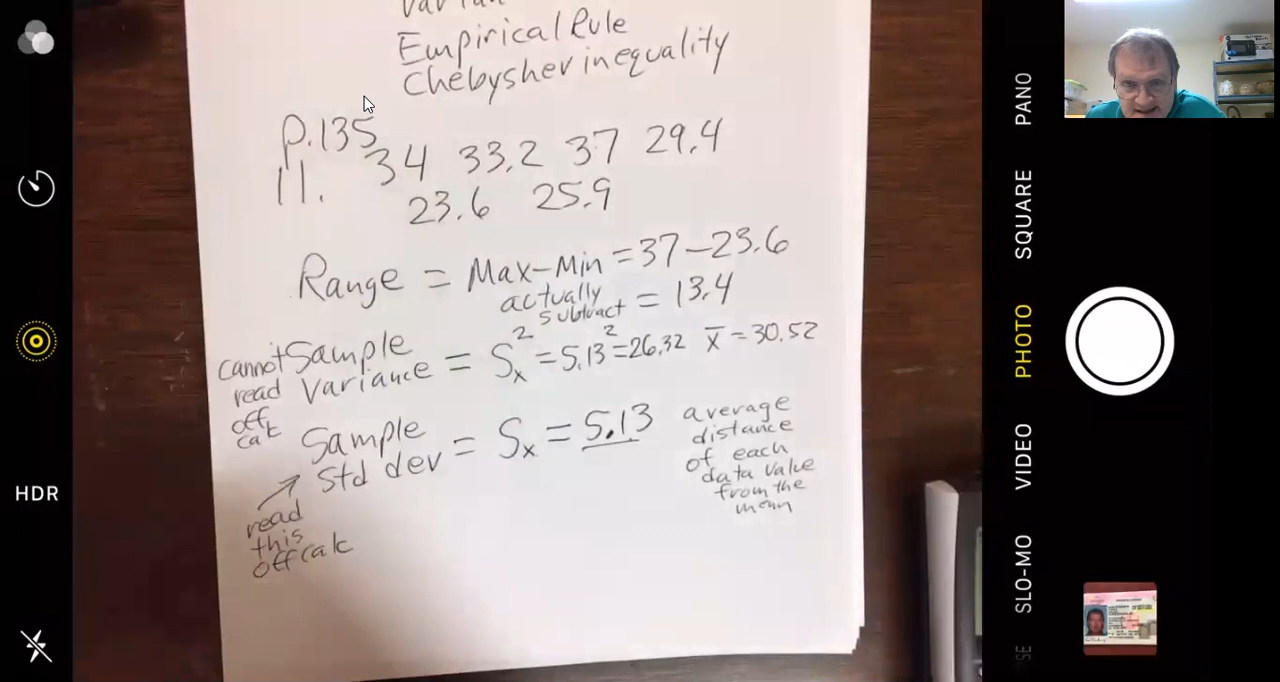 Empirical Rule
Chebyshev inequality
p.135
11. 34 33.2 37 29.4
23.6 25.9
Range = Max-Min = 37-23.6
actually
subtract = 13.4
cannot
read
off
calc
Sample
Variance = Sx² = 5.13² = 26.32 x̄ = 30.52
Sample
Std dev = Sx = 5.13
average
distance
of each
data value
from the
mean
read
this
off calc
PANO
SQUARE
PHOTO
VIDEO
SLO-MO
SE
HDR